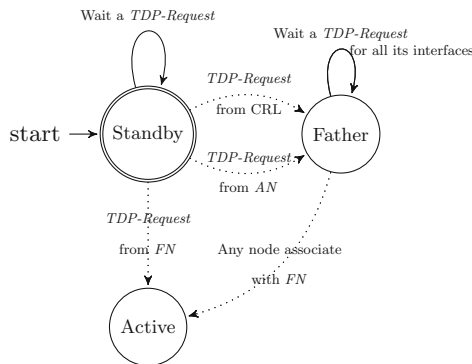 Wait a TDP-Request
Wait a TDP-Request
for all its interfaces
TDP-Request
from CRL
start
Standby
Father
TDP-Request
from AN
TDP-Request
from FN
Any node associate
with FN
Active